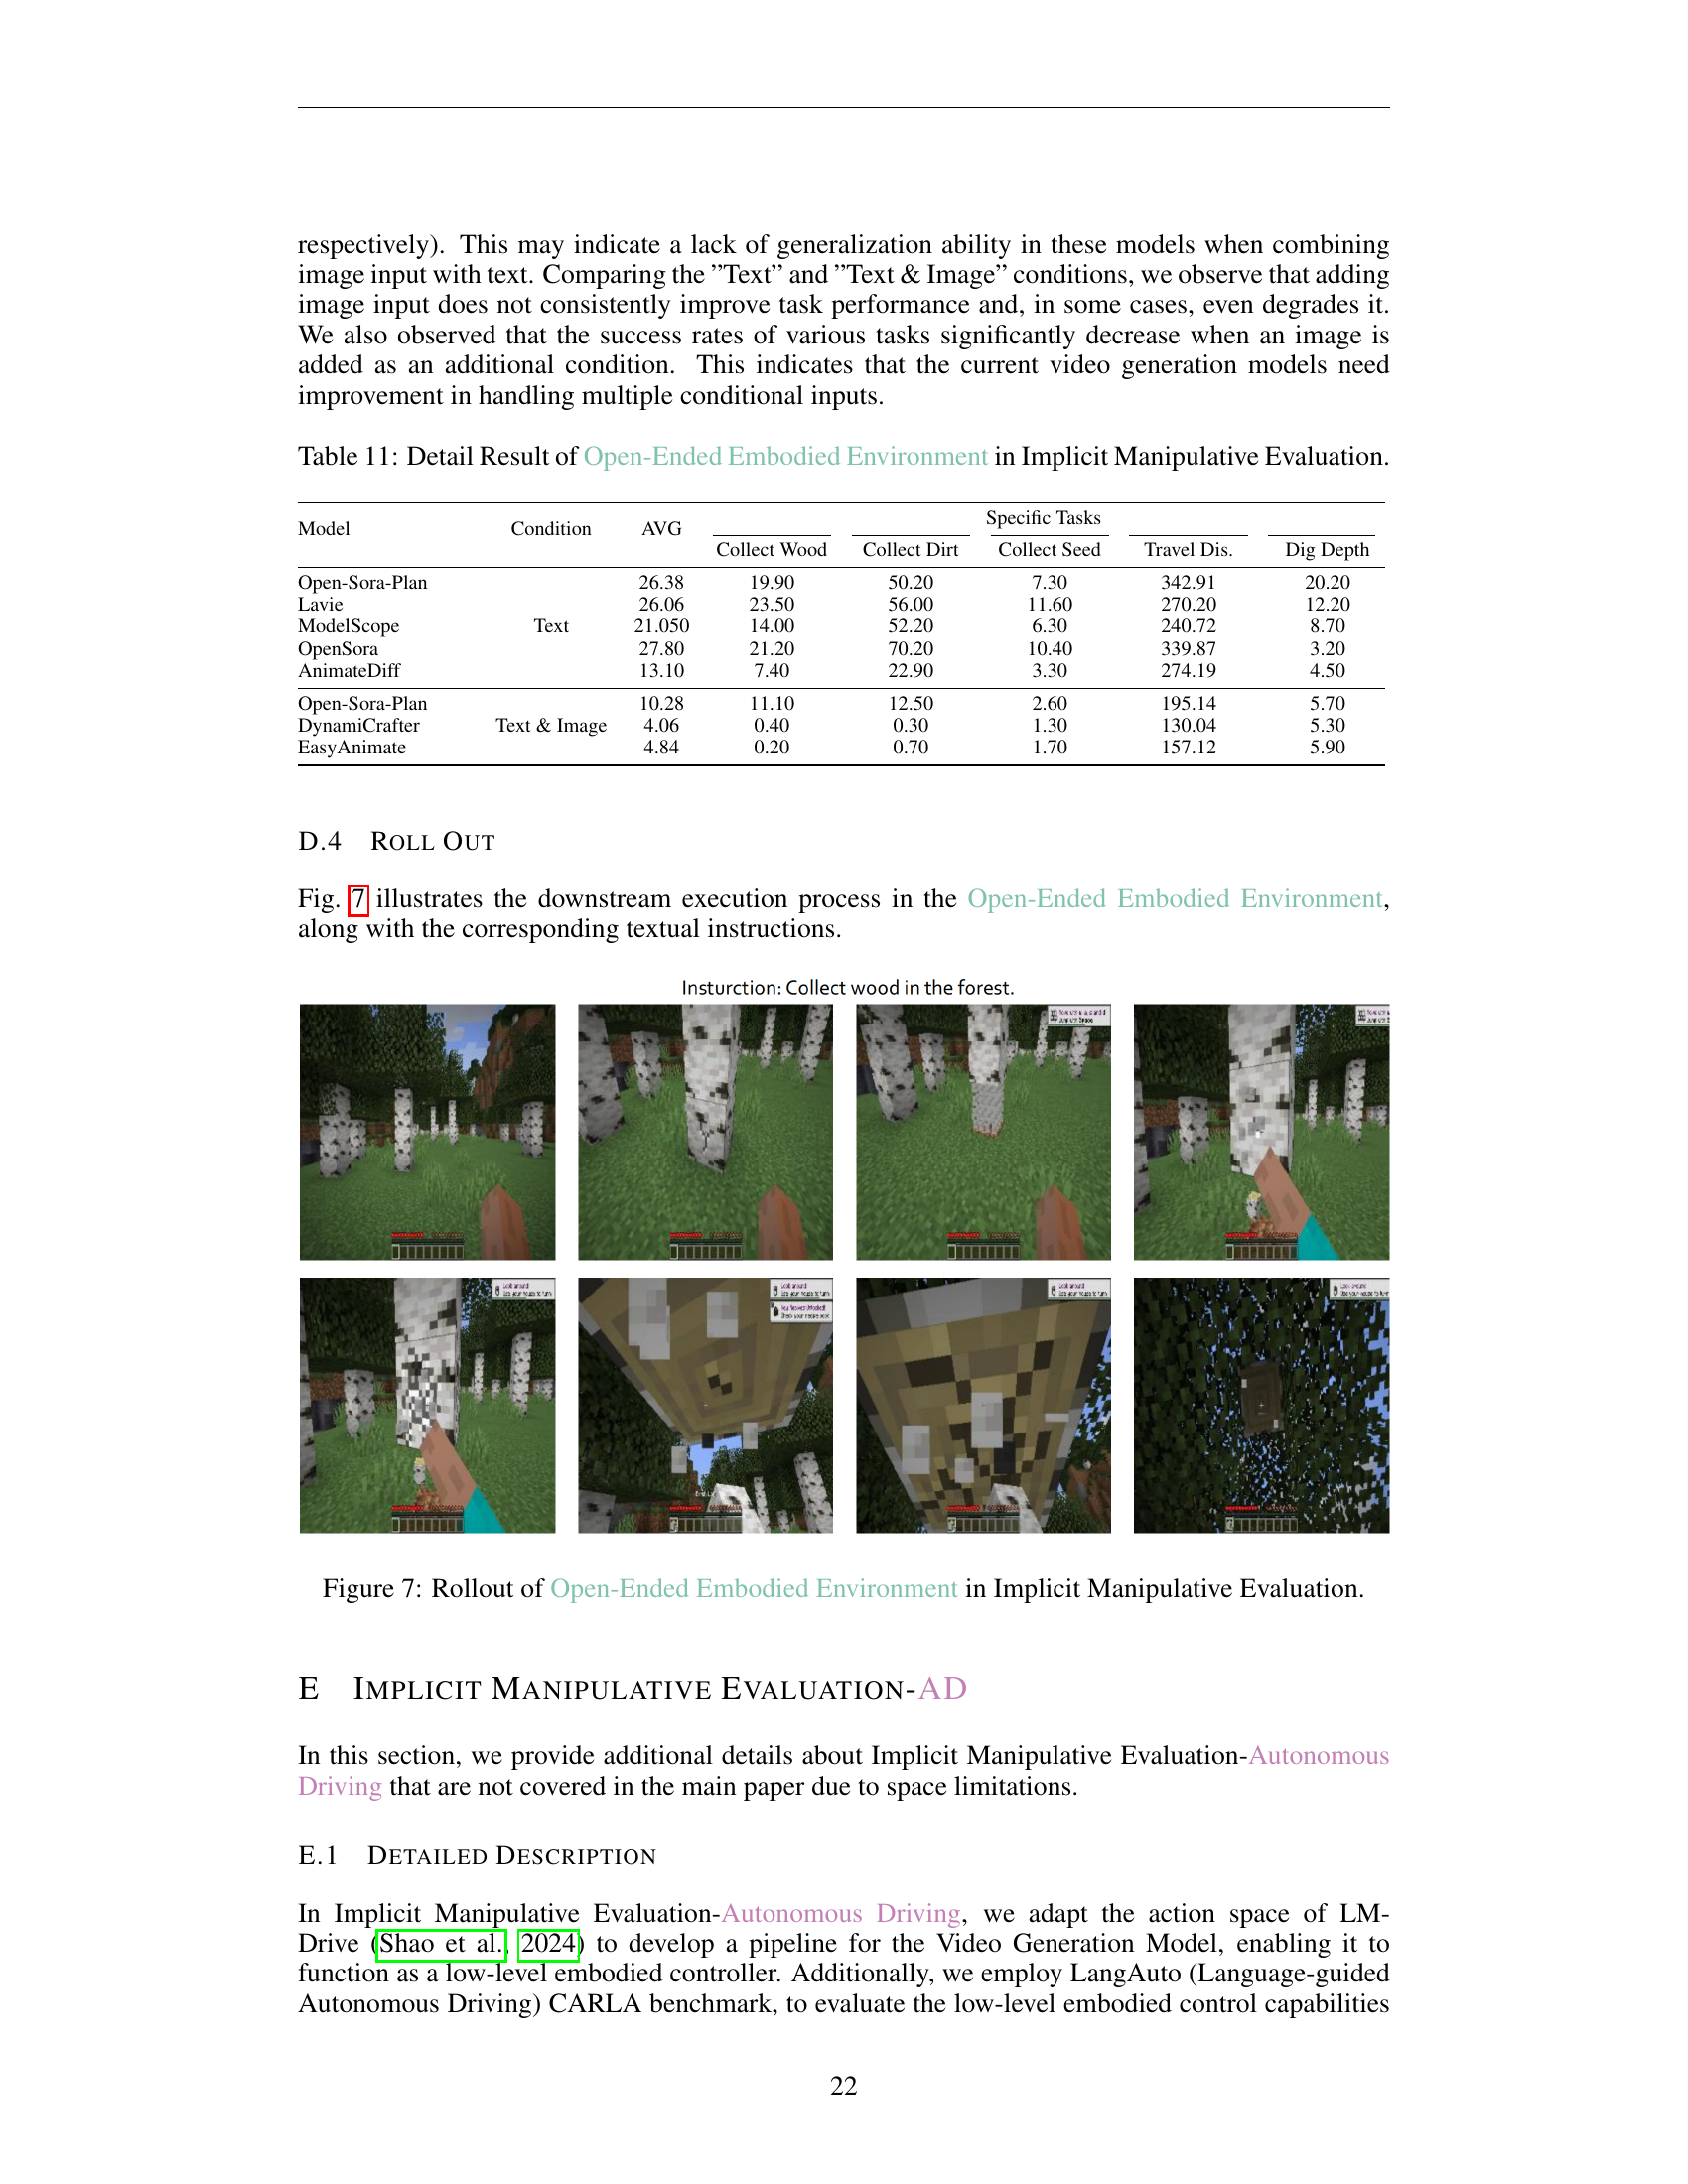 respectively). This may indicate a lack of generalization ability in these models when combining
image input with text. Comparing the ”Text” and ”Text & Image” conditions, we observe that adding
image input does not consistently improve task performance and, in some cases, even degrades it.
We also observed that the success rates of various tasks significantly decrease when an image is
added as an additional condition. This indicates that the current video generation models need
improvement in handling multiple conditional inputs.
Table 11: Detail Result of Open-Ended Embodied Environment in Implicit Manipulative Evaluation.
Model Condition AVG Specific Tasks
Collect Wood Collect Dirt Collect Seed Travel Dis. Dig Depth
Open-Sora-Plan 26.38 19.90 50.20 7.30 342.91 20.20
Lavie 26.06 23.50 56.00 11.60 270.20 12.20
ModelScope Text 21.050 14.00 52.20 6.30 240.72 8.70
OpenSora 27.80 21.20 70.20 10.40 339.87 3.20
AnimateDiff 13.10 7.40 22.90 3.30 274.19 4.50
Open-Sora-Plan 10.28 11.10 12.50 2.60 195.14 5.70
DynamiCrafter Text & Image 4.06 0.40 0.30 1.30 130.04 5.30
EasyAnimate 4.84 0.20 0.70 1.70 157.12 5.90
D.4 ROLL OUT
Fig. 7 illustrates the downstream execution process in the Open-Ended Embodied Environment,
along with the corresponding textual instructions.
Insturction: Collect wood in the forest.
Figure 7: Rollout of Open-Ended Embodied Environment in Implicit Manipulative Evaluation.
E IMPLICIT MANIPULATIVE EVALUATION-AD
In this section, we provide additional details about Implicit Manipulative Evaluation-Autonomous
Driving that are not covered in the main paper due to space limitations.
E.1 DETAILED DESCRIPTION
In Implicit Manipulative Evaluation-Autonomous Driving, we adapt the action space of LM-
Drive (Shao et al., 2024) to develop a pipeline for the Video Generation Model, enabling it to
function as a low-level embodied controller. Additionally, we employ LangAuto (Language-guided
Autonomous Driving) CARLA benchmark, to evaluate the low-level embodied control capabilities
22